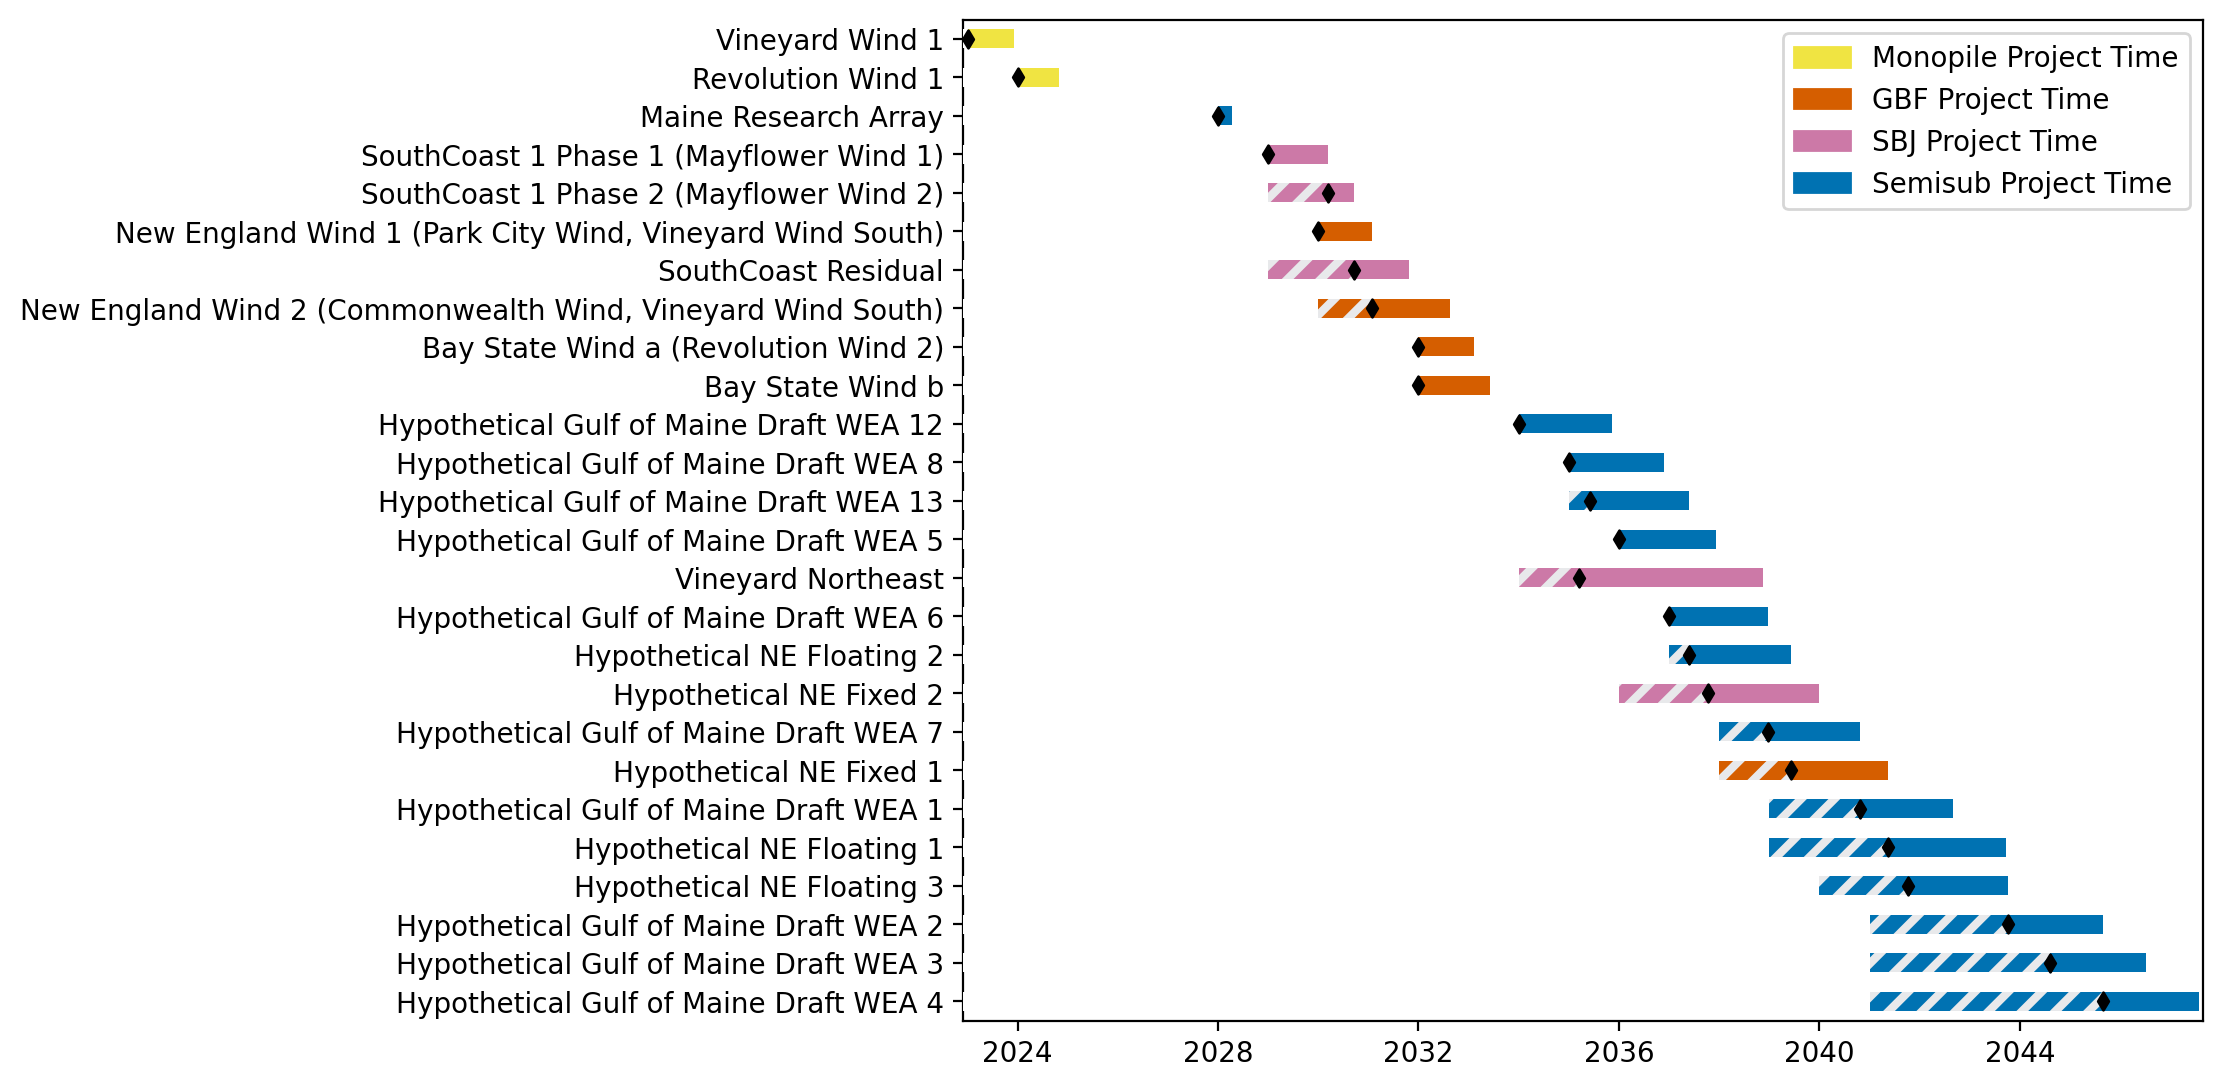 Vineyard Wind 1
Revolution Wind 1
Maine Research Array
SouthCoast 1 Phase 1 (Mayflower Wind 1)
SouthCoast 1 Phase 2 (Mayflower Wind 2)
New England Wind 1 (Park City Wind, Vineyard Wind South)
SouthCoast Residual
New England Wind 2 (Commonwealth Wind, Vineyard Wind South)
Bay State Wind a (Revolution Wind 2)
Bay State Wind b
Hypothetical Gulf of Maine Draft WEA 12
Hypothetical Gulf of Maine Draft WEA 8
Hypothetical Gulf of Maine Draft WEA 13
Hypothetical Gulf of Maine Draft WEA 5
Vineyard Northeast
Hypothetical Gulf of Maine Draft WEA 6
Hypothetical NE Floating 2
Hypothetical NE Fixed 2
Hypothetical Gulf of Maine Draft WEA 7
Hypothetical NE Fixed 1
Hypothetical Gulf of Maine Draft WEA 1
Hypothetical NE Floating 1
Hypothetical NE Floating 3
Hypothetical Gulf of Maine Draft WEA 2
Hypothetical Gulf of Maine Draft WEA 3
Hypothetical Gulf of Maine Draft WEA 4
Monopile Project Time
GBF Project Time
SBJ Project Time
Semisub Project Time
2024 2028 2032 2036 2040 2044